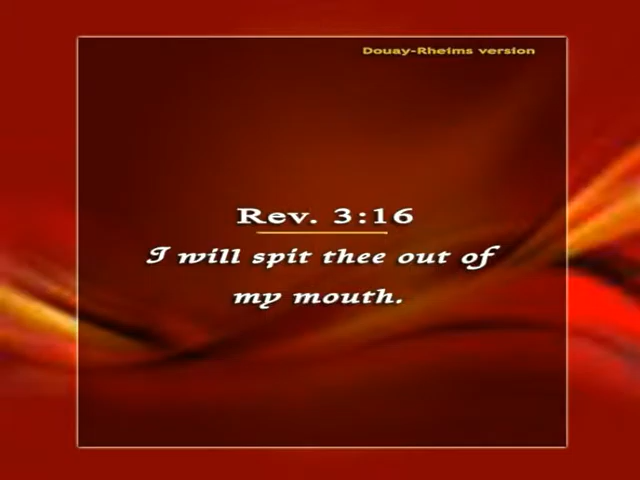 Douay-Rheims version
Rev. 3:16
I will spit thee out of
my mouth.